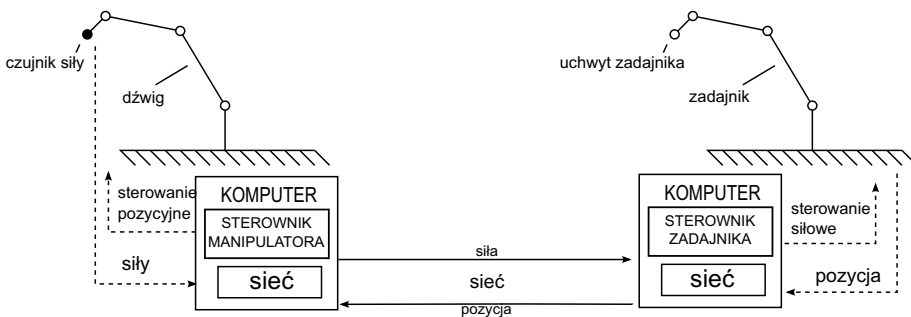 czujnik siły
dźwig
uchwyt zadajnika
zadajnik
sterowanie
pozycyjne
siły
KOMPUTER
STEROWNIK
MANIPULATORA
sieć
siła
sieć
pozycja
KOMPUTER
STEROWNIK
ZADAJNIKA
sieć
sterowanie
siłowe
pozycja